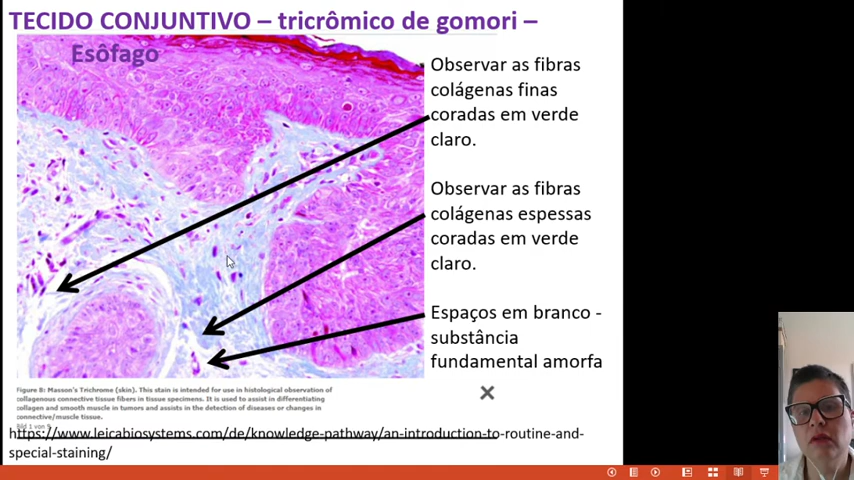 TECIDO CONJUNTIVO – tricrômico de gomori –
Esôfago
Observar as fibras
colágenas finas
coradas em verde
claro.
Observar as fibras
colágenas espessas
coradas em verde
claro.
Espaços em branco -
substância
fundamental amorfa
Figure 8: Masson's Trichrome (skin). This stain is intended for use in histological observation of
collagenous connective tissue fibers in tissue specimens. It is used to assist in differentiating
collagen and smooth muscle in tumors and assists in the detection of diseases or changes in
connective/muscle tissue.
Bild 1 von
https://www.leicabiosystems.com/de/knowledge-pathway/an-introduction-to-routine-and-
special-staining/